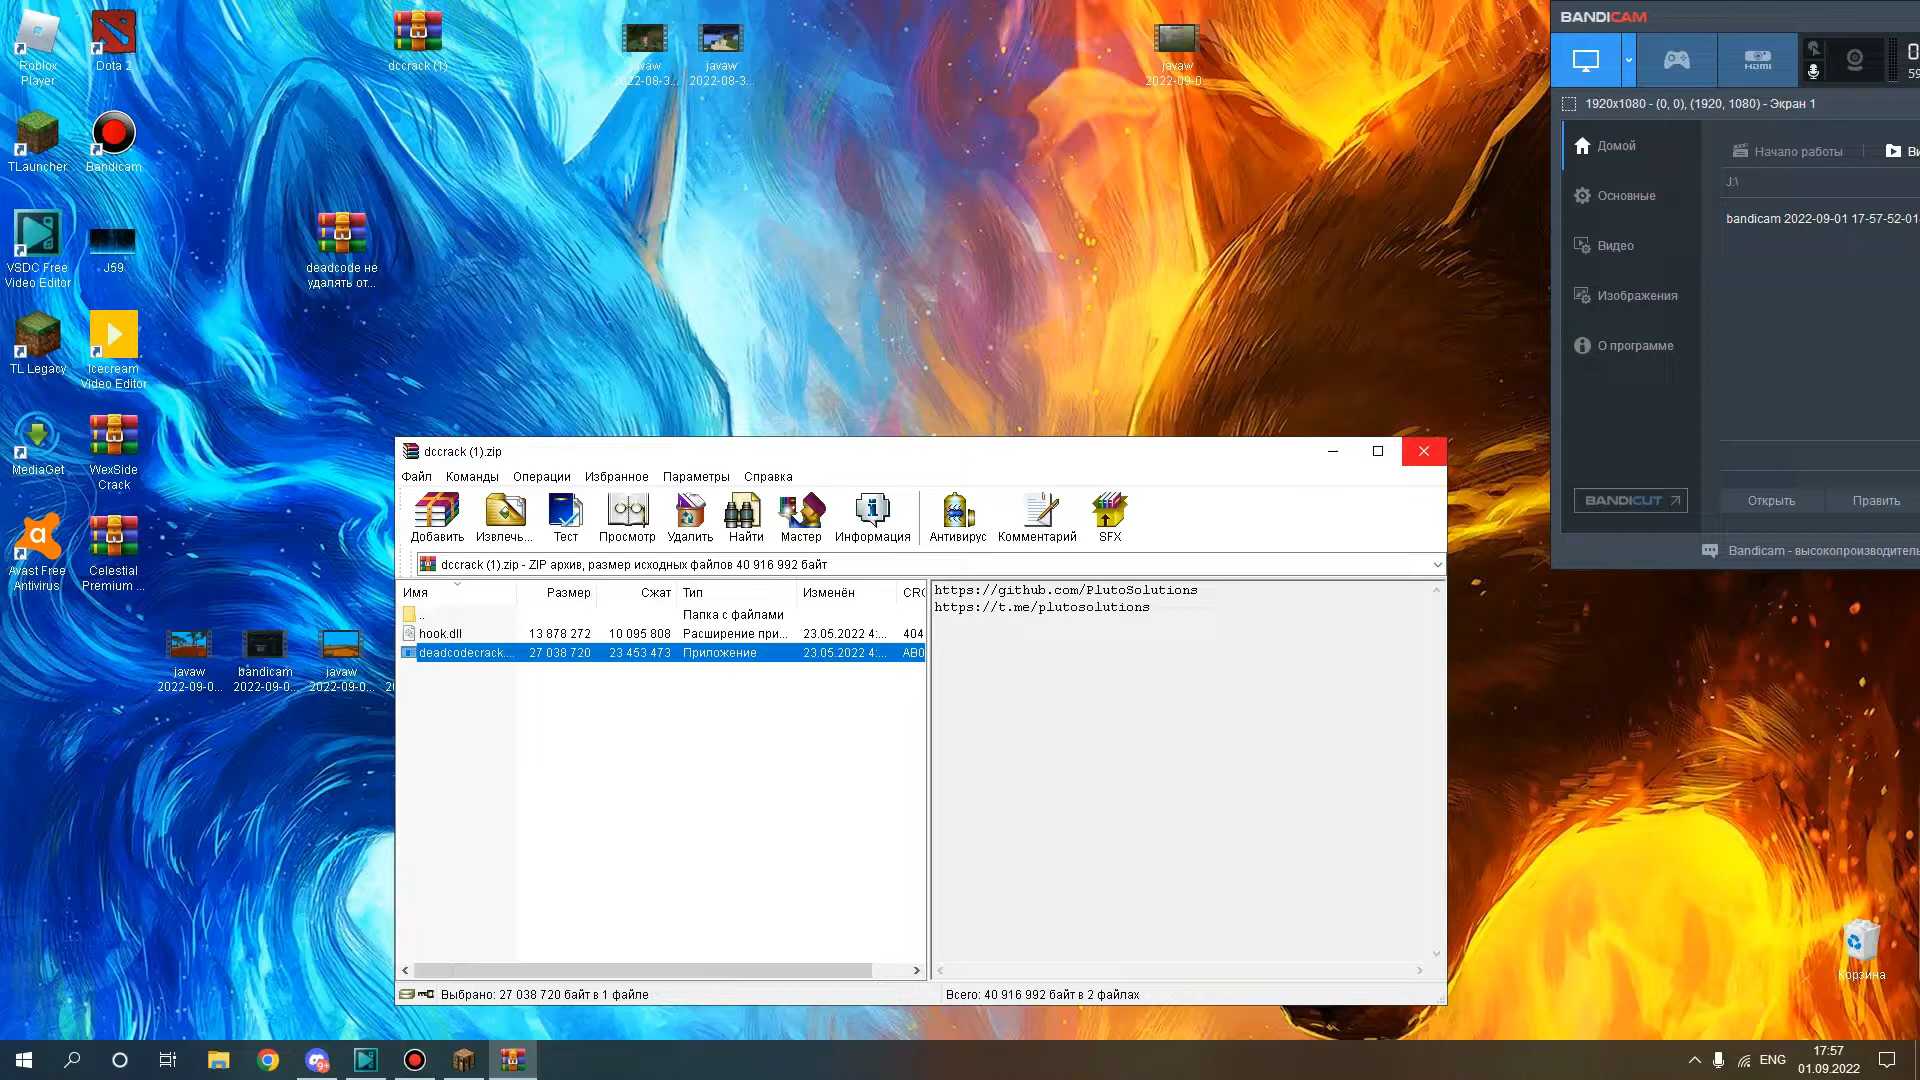 Roblox
Player
Dota 2
dccrack (1)
javaw
2022-08-3...
javaw
2022-08-3...
javaw
2022-09-0...
TLauncher
Bandicam
VSDC Free
Video Editor
J59
deadcode не
удалять от...
TL Legacy
Icecream
Video Editor
MediaGet
WexSide
Crack
Avast Free
Antivirus
Celestial
Premium ...
javaw
2022-09-0...
bandicam
2022-09-0...
javaw
2022-09-0...
BANDICAM
HDMI
1920x1080 - (0, 0), (1920, 1080) - Экран 1
Домой
Начало работы
Основные
J:\
bandicam 2022-09-01 17-57-52-01
Видео
Изображения
О программе
BANDICUT
Открыть
Править
Bandicam - высокопроизводитель
dccrack (1).zip
Файл Команды Операции Избранное Параметры Справка
Добавить Извлечь... Тест Просмотр Удалить Найти Мастер Информация Антивирус Комментарий SFX
dccrack (1).zip - ZIP архив, размер исходных файлов 40 916 992 байт
Имя Размер Сжат Тип Изменён CRC
.. Папка с файлами
hook.dll 13 878 272 10 095 808 Расширение при... 23.05.2022 4:... 404
deadcodecrack.... 27 038 720 23 453 473 Приложение 23.05.2022 4:... AB0
https://github.com/PlutoSolutions
https://t.me/plutosolutions
Выбрано: 27 038 720 байт в 1 файле
Всего: 40 916 992 байт в 2 файлах
Корзина
9+
ENG
17:57
01.09.2022